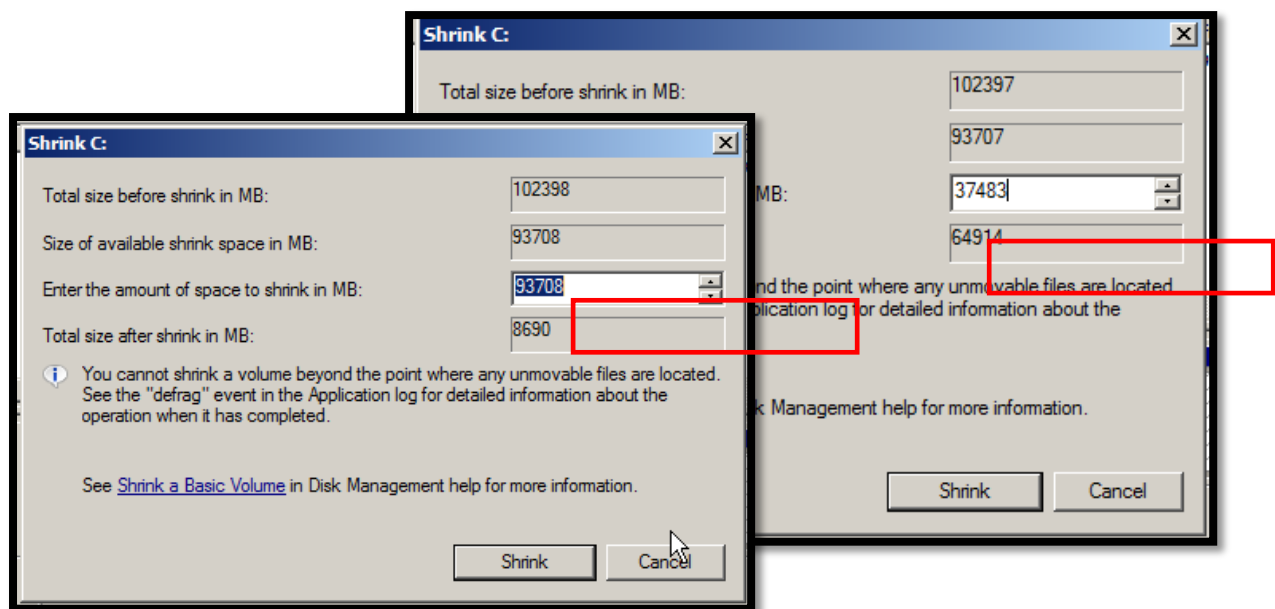 Shrink C:
Total size before shrink in MB: 102397
93707
MB: 37483
64914
nd the point where any unmovable files are located
plication log for detailed information about the
k Management help for more information.
Shrink Cancel
Shrink C:
Total size before shrink in MB: 102398
Size of available shrink space in MB: 93708
Enter the amount of space to shrink in MB: 93708
Total size after shrink in MB: 8690
You cannot shrink a volume beyond the point where any unmovable files are located.
See the "defrag" event in the Application log for detailed information about the
operation when it has completed.
See Shrink a Basic Volume in Disk Management help for more information.
Shrink Cancel